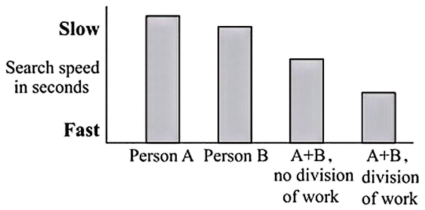 Slow
Search speed
in seconds
Fast
Person A
Person B
A+B,
no division
of work
A+B,
division
of work